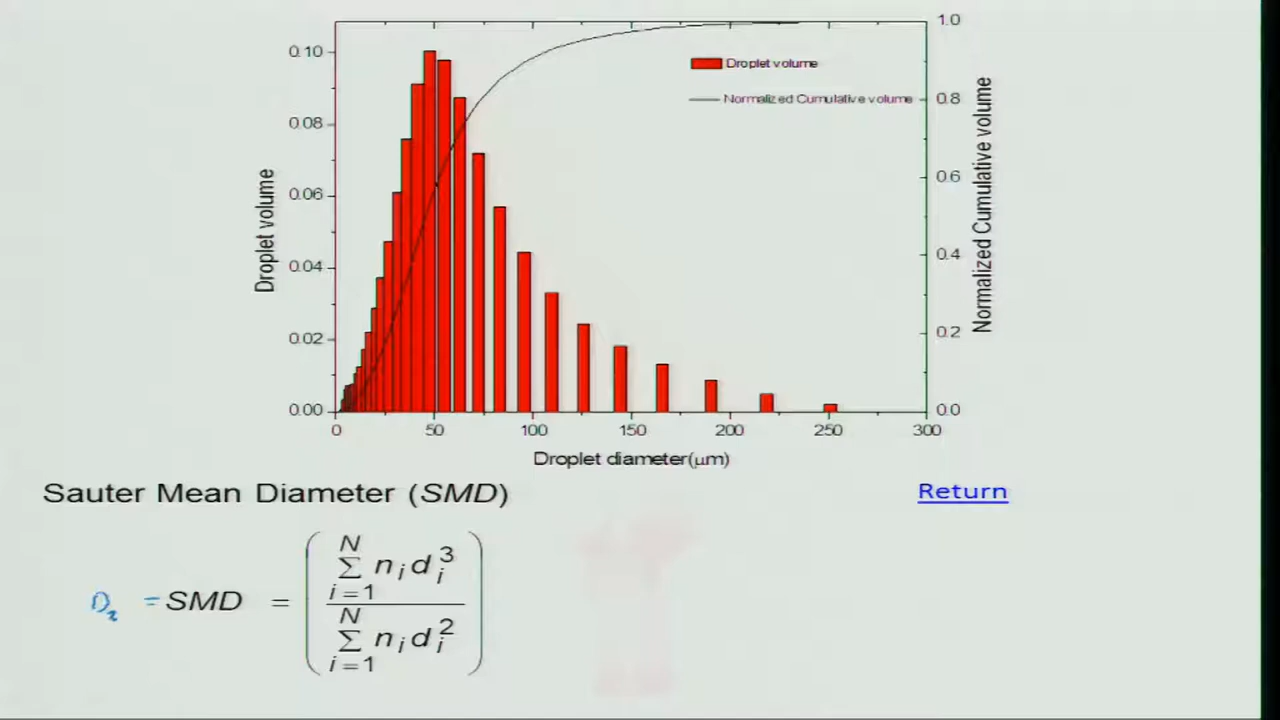 1.0
0.10
Droplet volume
Normalized Cumulative volume
0.8
0.08
0.6
0.06
0.4
0.04
0.2
0.02
0.00
0.0
0 50 100 150 200 250 300
Droplet volume
Normalized Cumulative volume
Droplet diameter(μm)
Sauter Mean Diameter (SMD)
Return
= SMD = ( Σ_{i=1}^{N} n_i d_i^3 / Σ_{i=1}^{N} n_i d_i^2 )